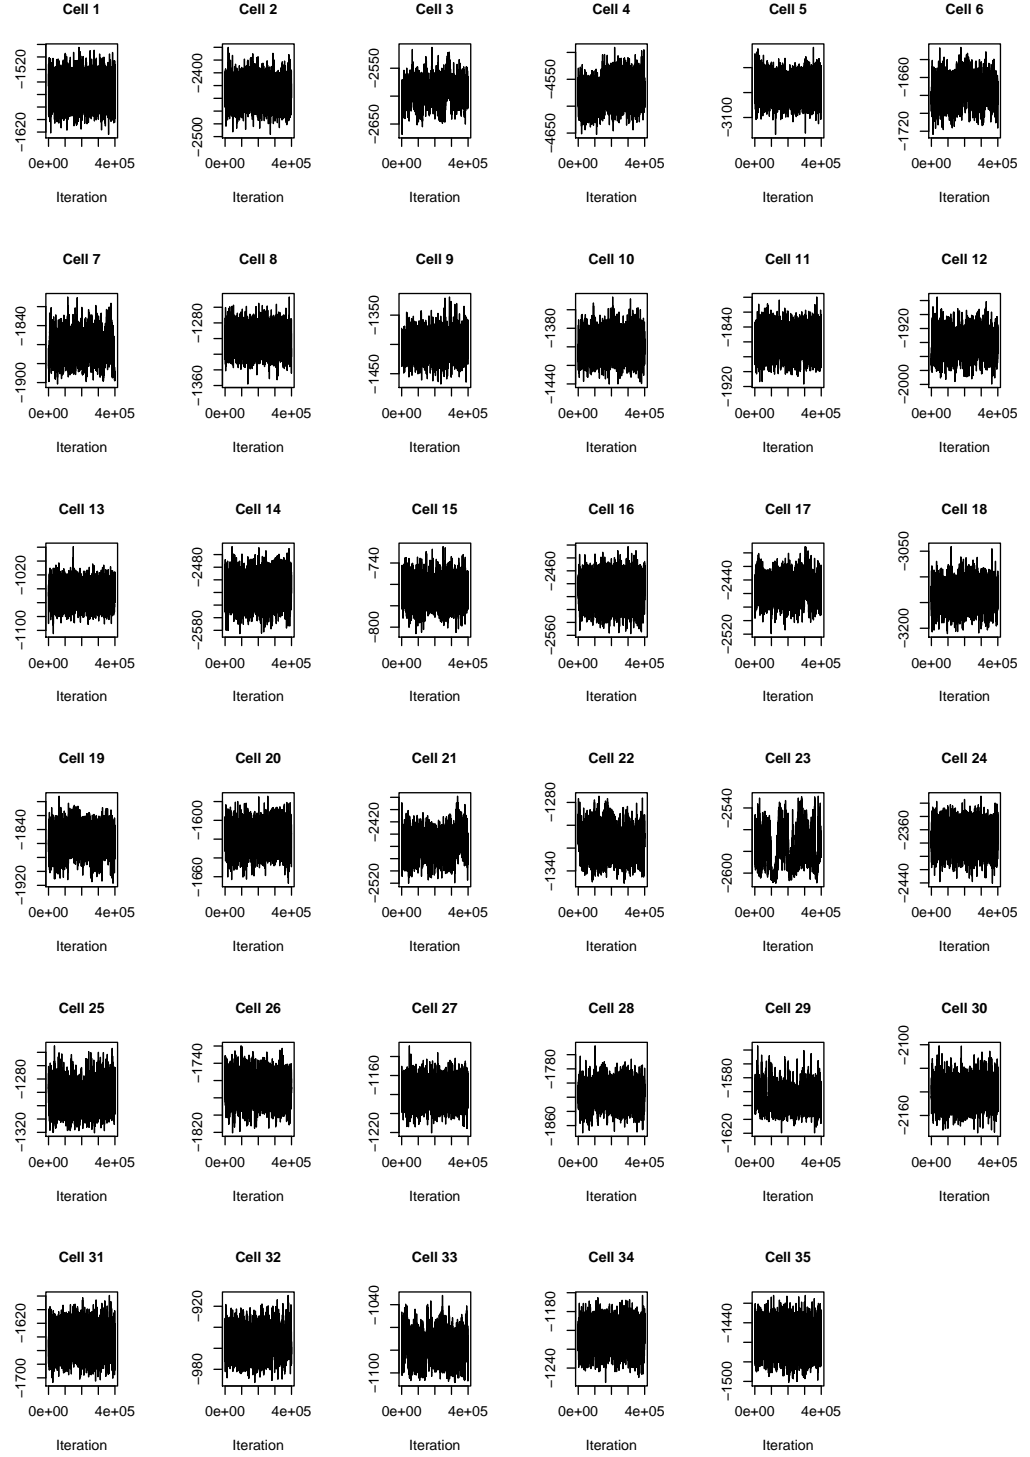 Cell 1 Cell 2 Cell 3 Cell 4 Cell 5 Cell 6
−1520 −1620 −2400 −2500 −2550 −2650 −4550 −4650 −3100 −1660 −1720
0e+00 4e+05 0e+00 4e+05 0e+00 4e+05 0e+00 4e+05 0e+00 4e+05 0e+00 4e+05
Iteration Iteration Iteration Iteration Iteration Iteration
Cell 7 Cell 8 Cell 9 Cell 10 Cell 11 Cell 12
−1840 −1900 −1280 −1360 −1350 −1450 −1380 −1440 −1840 −1920 −1920 −2000
0e+00 4e+05 0e+00 4e+05 0e+00 4e+05 0e+00 4e+05 0e+00 4e+05 0e+00 4e+05
Iteration Iteration Iteration Iteration Iteration Iteration
Cell 13 Cell 14 Cell 15 Cell 16 Cell 17 Cell 18
−1020 −1100 −2480 −2580 −740 −800 −2460 −2560 −2440 −2520 −3050 −3200
0e+00 4e+05 0e+00 4e+05 0e+00 4e+05 0e+00 4e+05 0e+00 4e+05 0e+00 4e+05
Iteration Iteration Iteration Iteration Iteration Iteration
Cell 19 Cell 20 Cell 21 Cell 22 Cell 23 Cell 24
−1840 −1920 −1600 −1660 −2420 −2520 −1280 −1340 −2540 −2600 −2360 −2440
0e+00 4e+05 0e+00 4e+05 0e+00 4e+05 0e+00 4e+05 0e+00 4e+05 0e+00 4e+05
Iteration Iteration Iteration Iteration Iteration Iteration
Cell 25 Cell 26 Cell 27 Cell 28 Cell 29 Cell 30
−1280 −1320 −1740 −1820 −1160 −1220 −1780 −1860 −1580 −1620 −2100 −2160
0e+00 4e+05 0e+00 4e+05 0e+00 4e+05 0e+00 4e+05 0e+00 4e+05 0e+00 4e+05
Iteration Iteration Iteration Iteration Iteration Iteration
Cell 31 Cell 32 Cell 33 Cell 34 Cell 35
−1620 −1700 −920 −980 −1040 −1100 −1180 −1240 −1440 −1500
0e+00 4e+05 0e+00 4e+05 0e+00 4e+05 0e+00 4e+05 0e+00 4e+05
Iteration Iteration Iteration Iteration Iteration